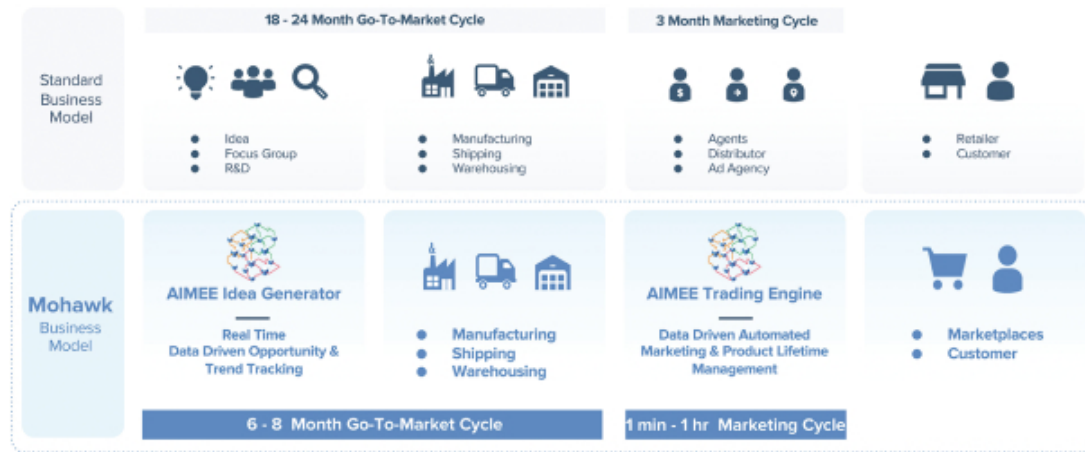 18 - 24 Month Go-To-Market Cycle
3 Month Marketing Cycle
Standard
Business
Model
Idea
Focus Group
R&D
Manufacturing
Shipping
Warehousing
$
Agents
Distributor
Ad Agency
Retailer
Customer
Mohawk
Business
Model
AIMEE Idea Generator
Real Time
Data Driven Opportunity &
Trend Tracking
Manufacturing
Shipping
Warehousing
AIMEE Trading Engine
Data Driven Automated
Marketing & Product Lifetime
Management
Marketplaces
Customer
6 - 8 Month Go-To-Market Cycle
1 min - 1 hr Marketing Cycle